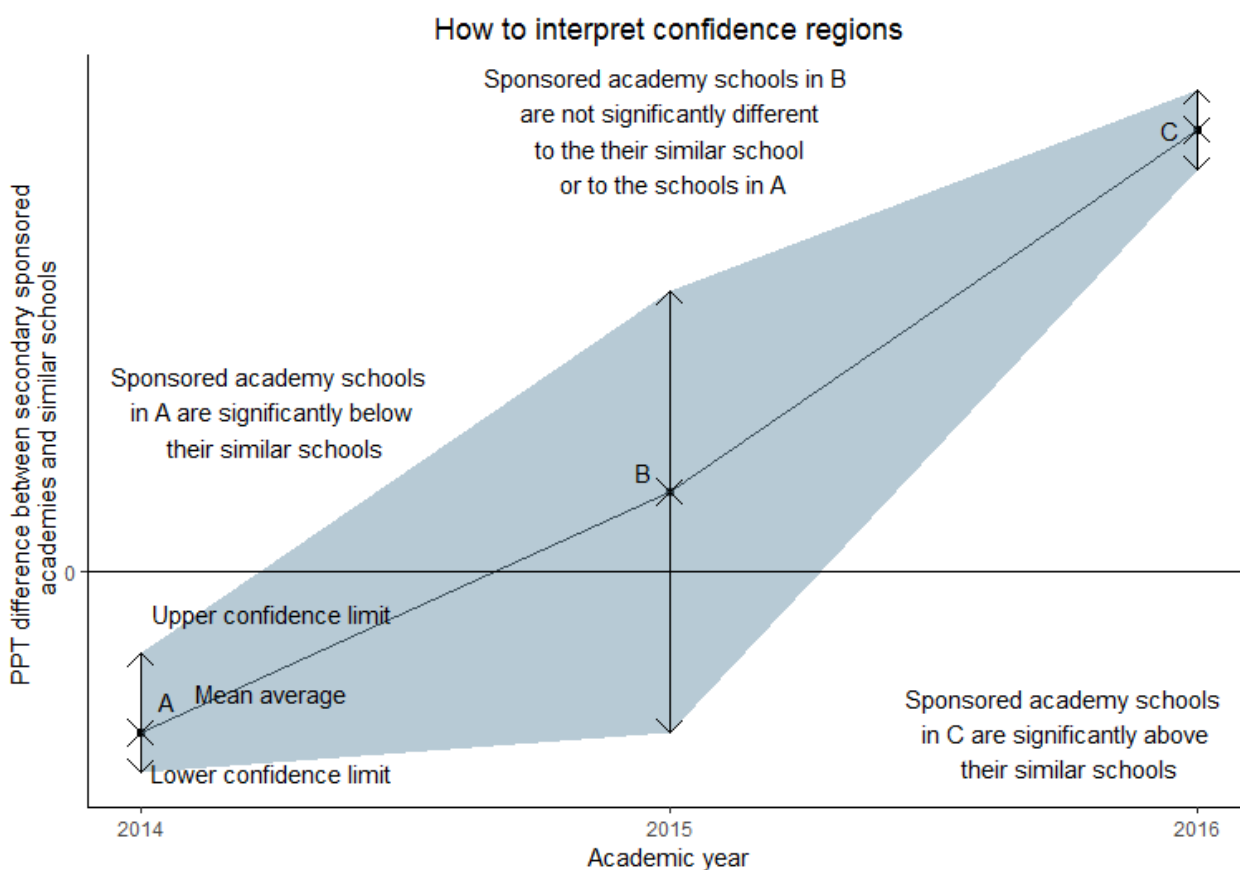 How to interpret confidence regions
Sponsored academy schools in B
are not significantly different
to the their similar school
or to the schools in A
C
PPT difference between secondary sponsored
academies and similar schools
Sponsored academy schools
in A are significantly below
their similar schools
B
0
Upper confidence limit
A
Mean average
Lower confidence limit
Sponsored academy schools
in C are significantly above
their similar schools
2014
2015
2016
Academic year